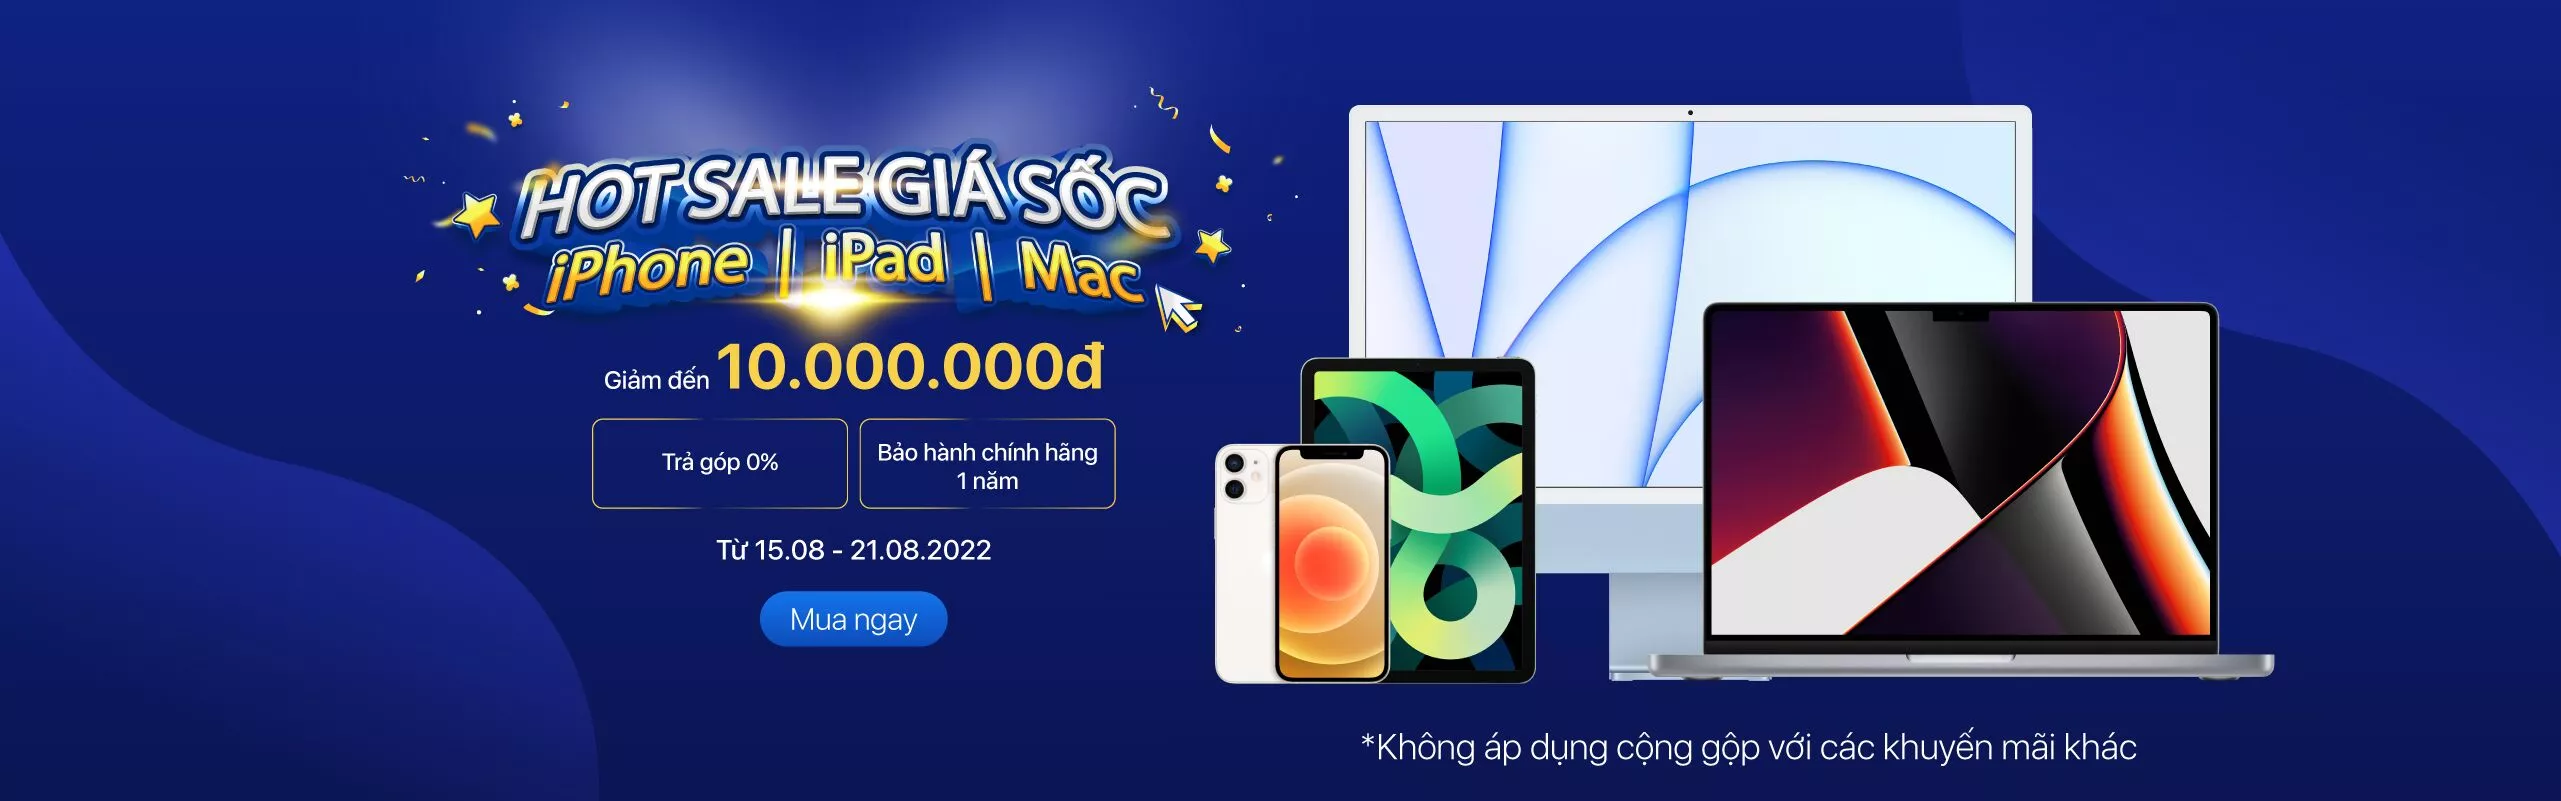 HOT SALE GIÁ SỐC
iPhone | iPad | Mac
Giảm đến 10.000.000đ
Trả góp 0%
Bảo hành chính hãng
1 năm
Từ 15.08 - 21.08.2022
Mua ngay
*Không áp dụng cộng gộp với các khuyến mãi khác